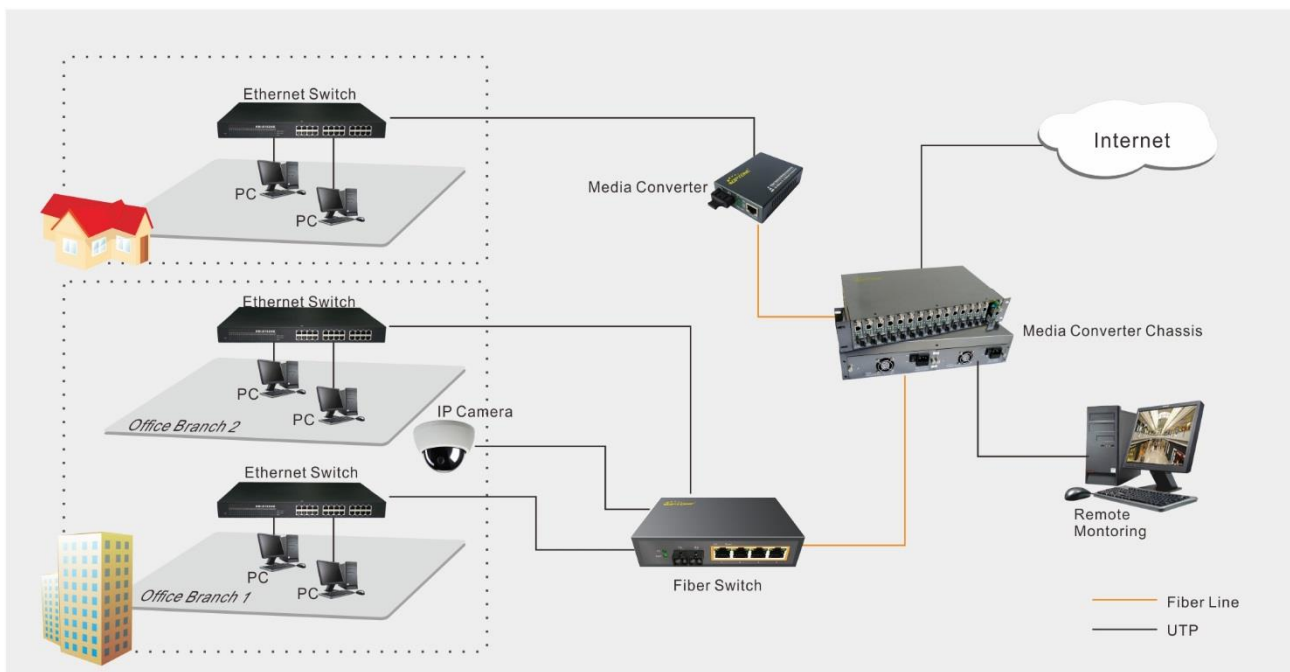 Ethernet Switch
PC
PC
Media Converter
Internet
Ethernet Switch
PC
PC
Office Branch 2
IP Camera
Media Converter Chassis
Ethernet Switch
PC
PC
Office Branch 1
Fiber Switch
Remote
Montoring
Fiber Line
UTP